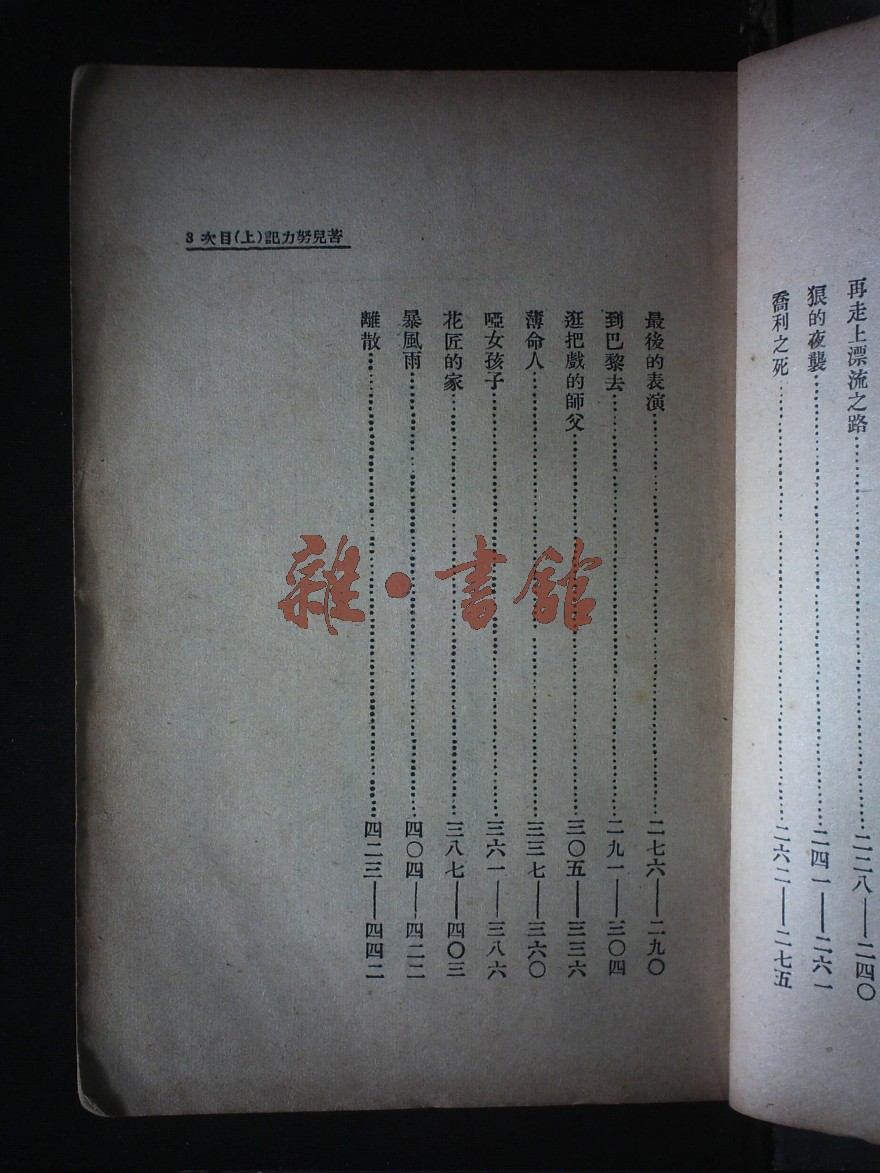 再走上漂流之路……二二八——二四〇
狼的夜襲……二四一——二六一
喬利之死……二六二——二七五
苦兒努力記(上)目次 3
最後的表演……二七六——二九〇
到巴黎去……二九一——三〇四
逛把戲的師父……三〇五——三三六
薄命人……三三七——三六〇
啞女孩子……三六一——三八六
花匠的家……三八七——四〇三
暴風雨……四〇四——四二二
離散……四二三——四四二
雜·書館